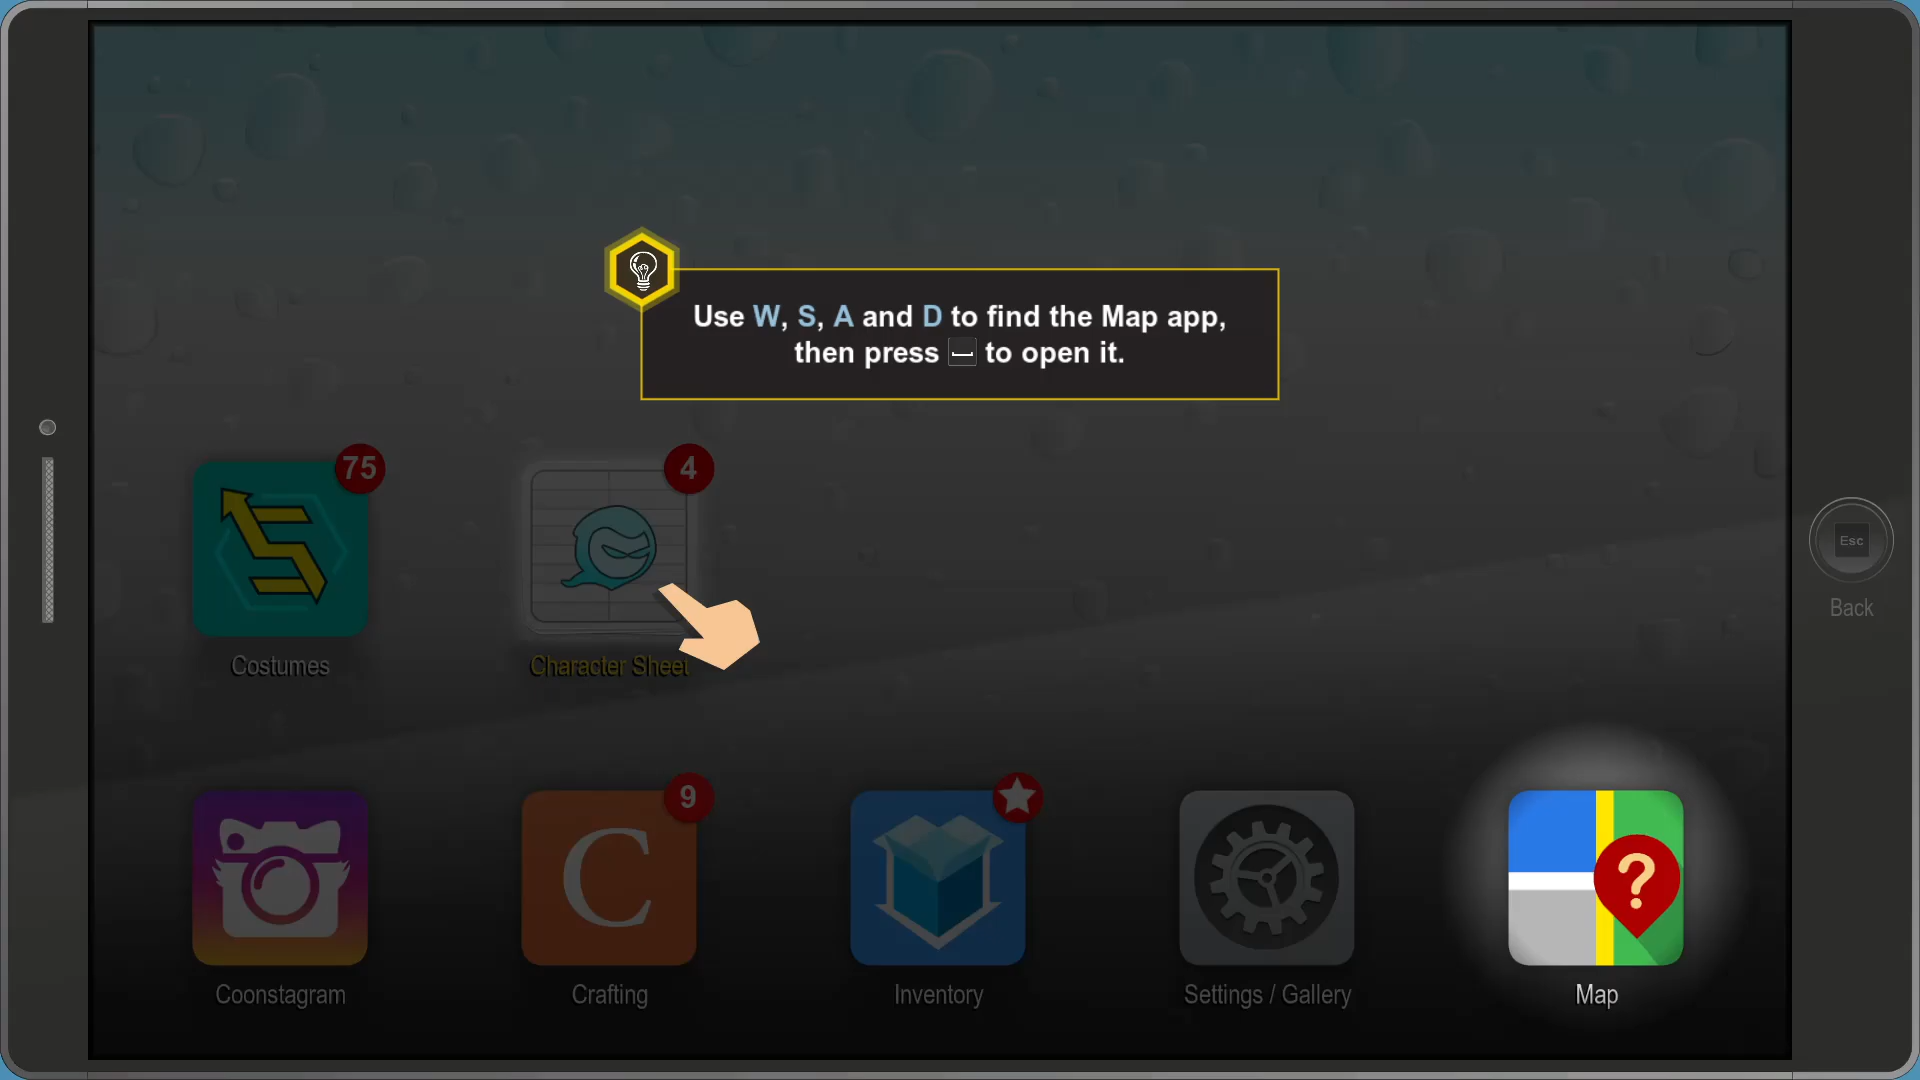 Use W, S, A and D to find the Map app,
then press to open it.
75
4
Costumes
Character Sheet
Esc
Back
9
C
Coonstagram
Crafting
Inventory
Settings / Gallery
?
Map